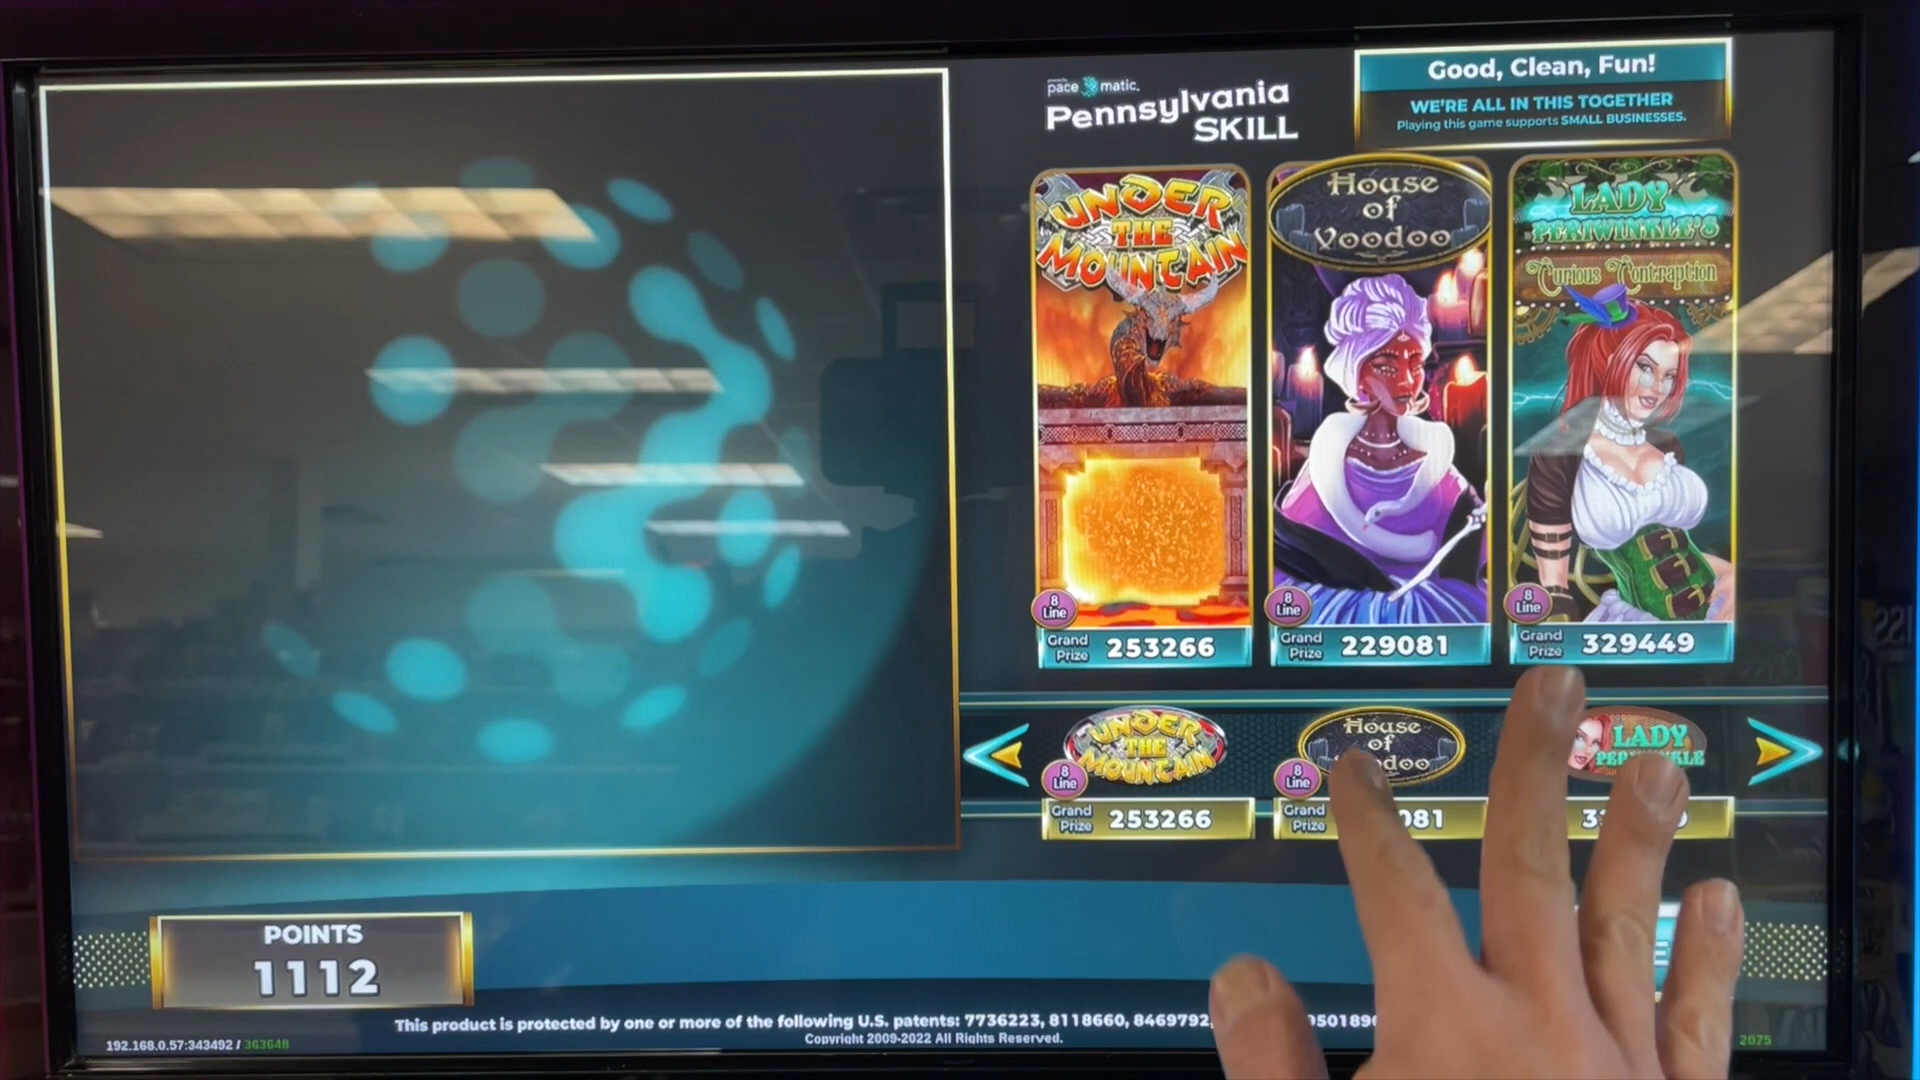 pace matic.
Pennsylvania
SKILL
Good, Clean, Fun!
WE'RE ALL IN THIS TOGETHER
Playing this game supports SMALL BUSINESSES.
UNDER
THE
MOUNTAIN
8
Line
Grand
Prize
253266
House
of
Voodoo
8
Line
Grand
Prize
229081
LADY
PERIWINKLE'S
Curious Contraption
8
Line
Grand
Prize
329449
UNDER
THE
MOUNTAIN
8
Line
Grand
Prize
253266
House
of
8
Line
Grand
Prize
081
LADY
POINTS
1112
This product is protected by one or more of the following U.S. patents: 7736223, 8118660, 8469792,
Copyright 2009-2022 All Rights Reserved.
192.168.0.57:343492 / 363648
2075